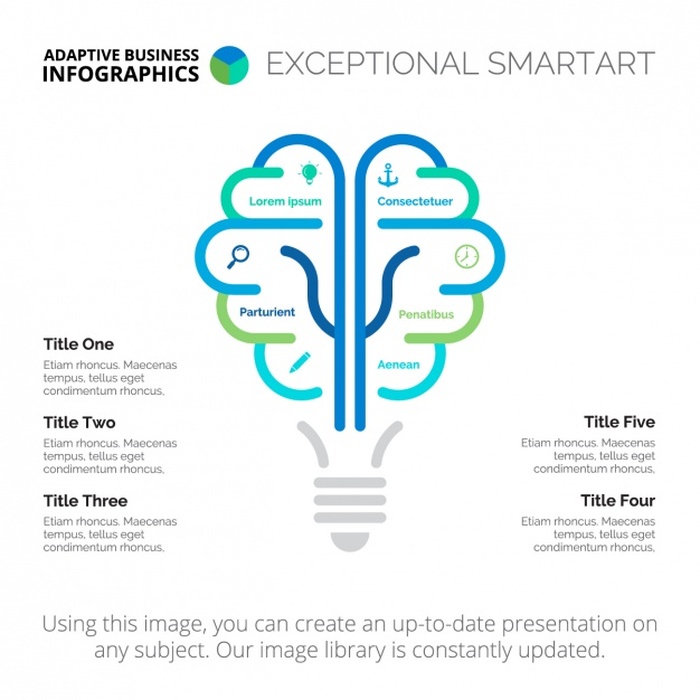 ADAPTIVE BUSINESS
INFOGRAPHICS
EXCEPTIONAL SMARTART
Lorem ipsum
Consectetuer
Parturient
Penatibus
Aenean
Title One
Etiam rhoncus. Maecenas
tempus, tellus eget
condimentum rhoncus,
Title Two
Etiam rhoncus. Maecenas
tempus, tellus eget
condimentum rhoncus,
Title Three
Etiam rhoncus. Maecenas
tempus, tellus eget
condimentum rhoncus,
Title Five
Etiam rhoncus. Maecenas
tempus, tellus eget
condimentum rhoncus,
Title Four
Etiam rhoncus. Maecenas
tempus, tellus eget
condimentum rhoncus,
Using this image, you can create an up-to-date presentation on
any subject. Our image library is constantly updated.